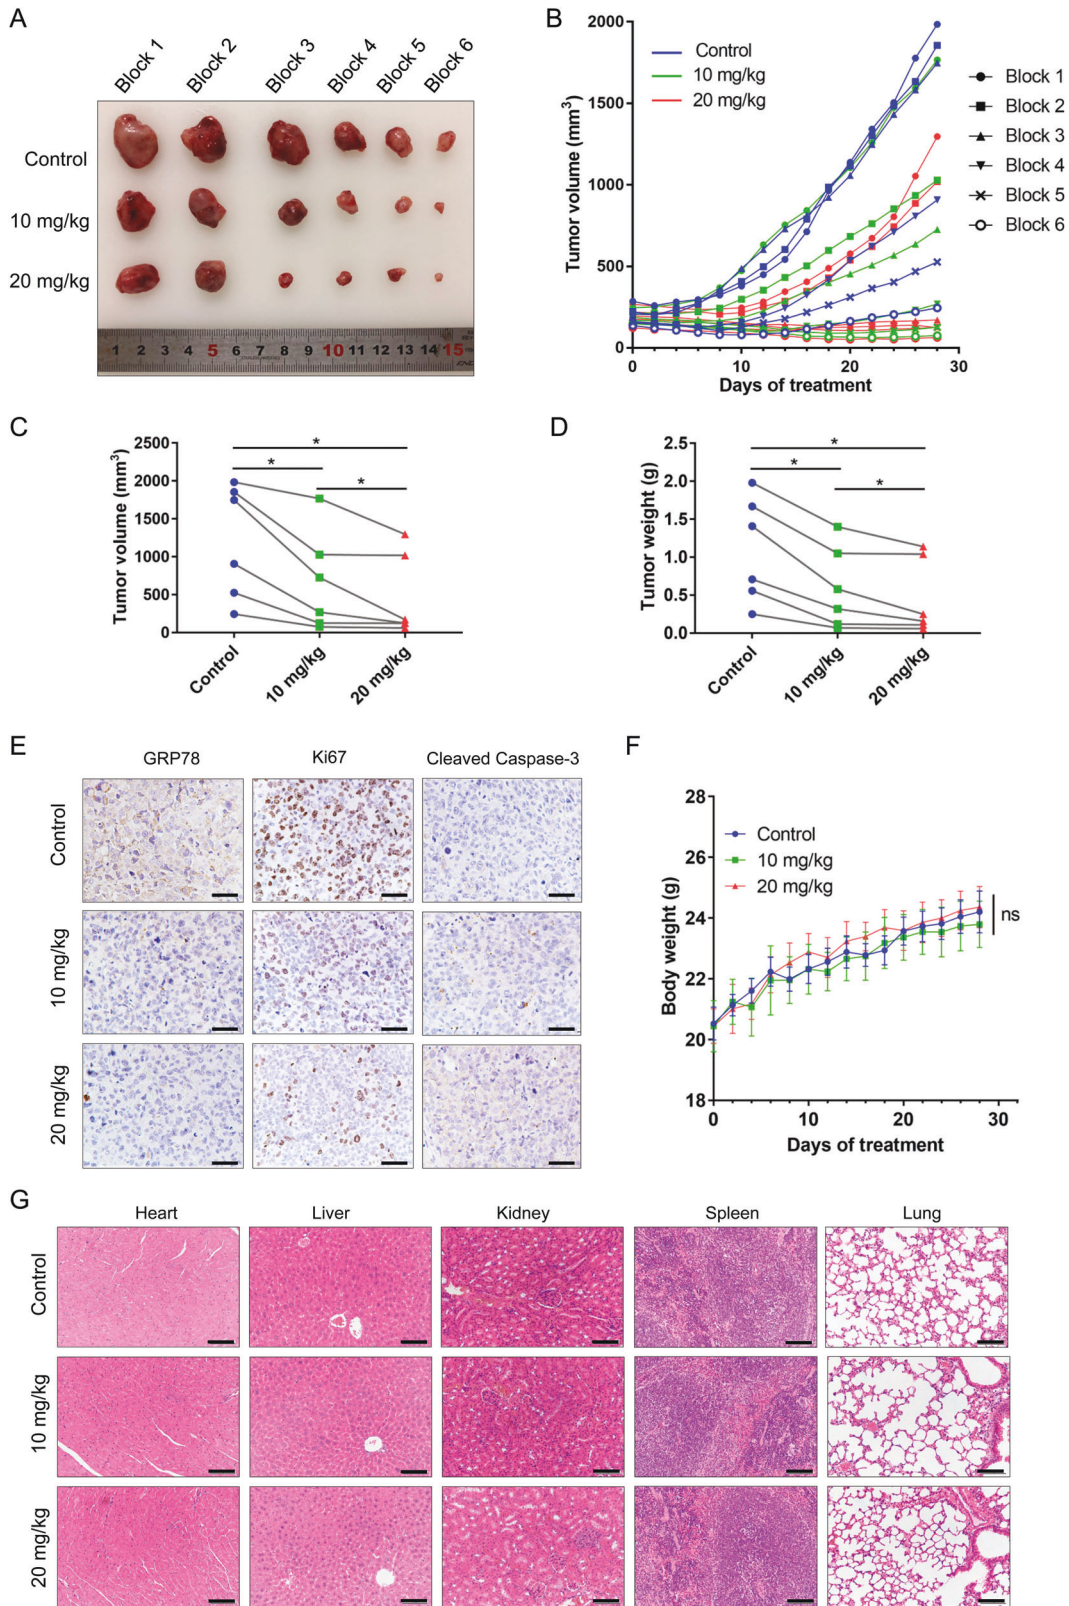 A
Block 1
Block 2
Block 3
Block 4
Block 5
Block 6
Control
10 mg/kg
20 mg/kg
1 2 3 4 5 6 7 8 9 10 11 12 13 14 15
B
2000
1500
1000
500
0
Tumor volume (mm³)
Control
10 mg/kg
20 mg/kg
0 10 20 30
Days of treatment
Block 1
Block 2
Block 3
Block 4
Block 5
Block 6
C
2500
2000
1500
1000
500
0
Tumor volume (mm³)
*
*
*
Control
10 mg/kg
20 mg/kg
D
2.5
2.0
1.5
1.0
0.5
0.0
Tumor weight (g)
*
*
*
Control
10 mg/kg
20 mg/kg
E
GRP78 Ki67 Cleaved Caspase-3
Control
10 mg/kg
20 mg/kg
F
28
26
24
22
20
18
Body weight (g)
Control
10 mg/kg
20 mg/kg
ns
0 10 20 30
Days of treatment
G
Heart Liver Kidney Spleen Lung
Control
10 mg/kg
20 mg/kg